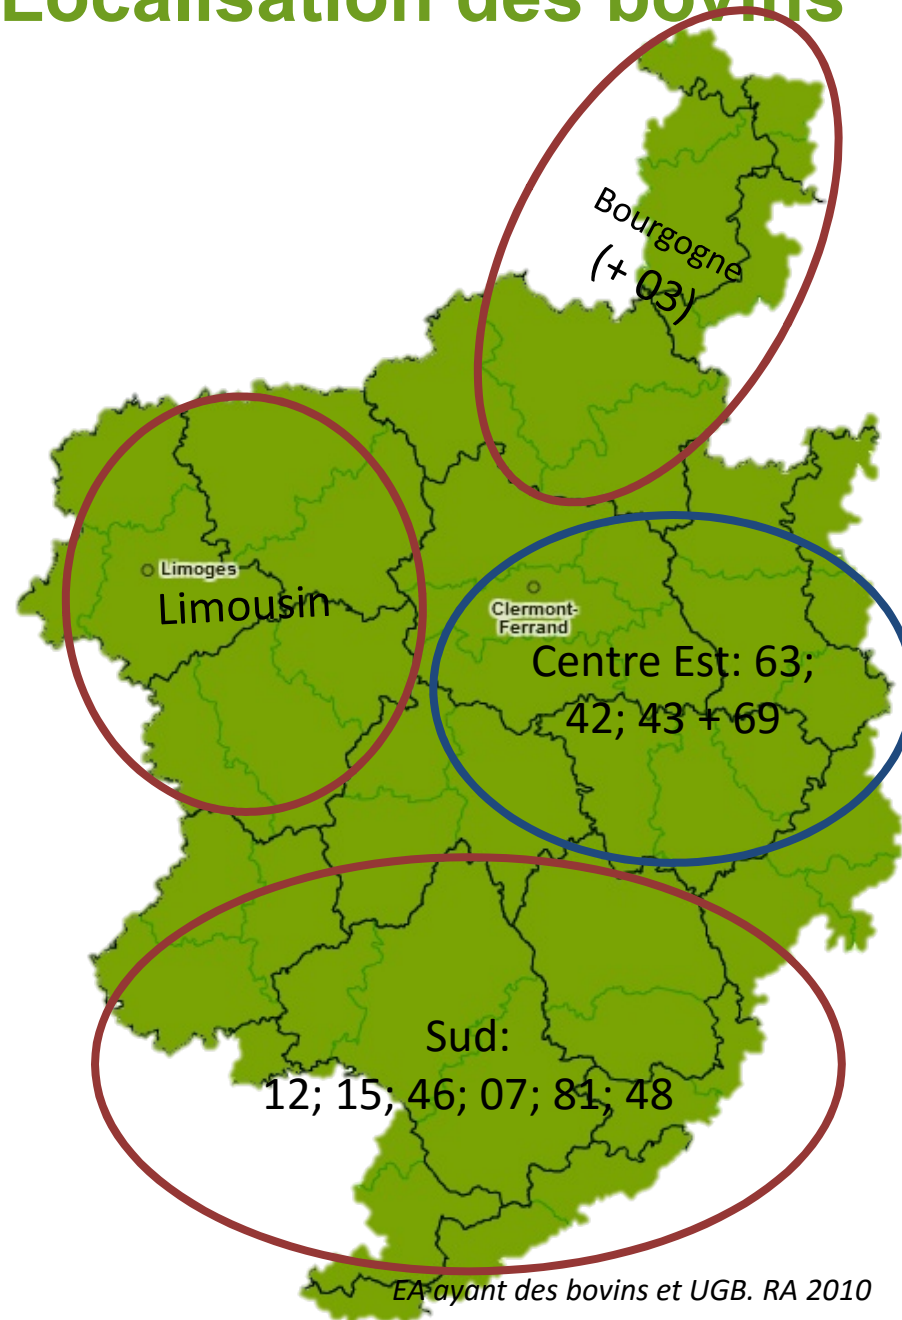 Localisation des bovins
Bourgogne
(+ 03)
Limoges
Limousin
Clermont-
Ferrand
Centre Est: 63;
42; 43 + 69
Sud:
12; 15; 46; 07; 81; 48
EA ayant des bovins et UGB. RA 2010